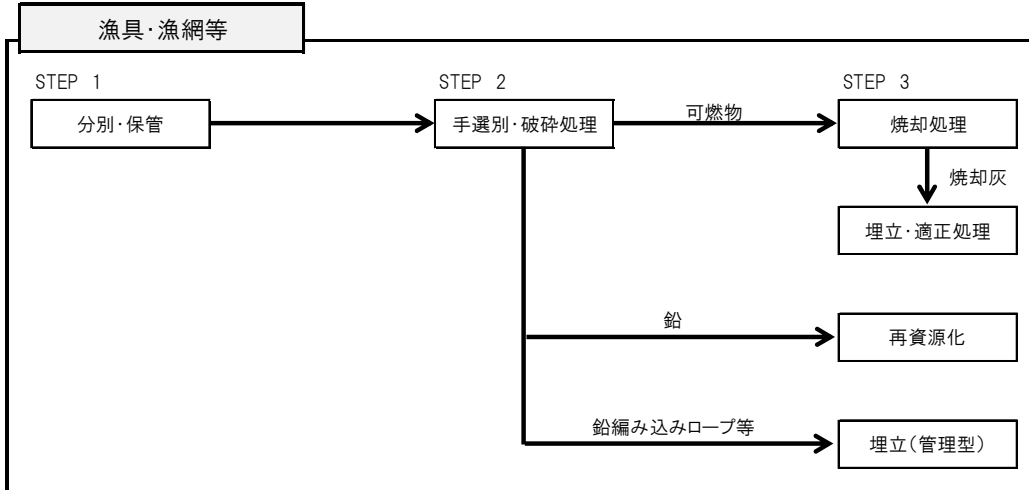 漁具・漁網等
STEP 1
STEP 2
STEP 3
分別・保管
手選別・破砕処理
可燃物
焼却処理
焼却灰
埋立・適正処理
鉛
再資源化
鉛編み込みロープ等
埋立(管理型)